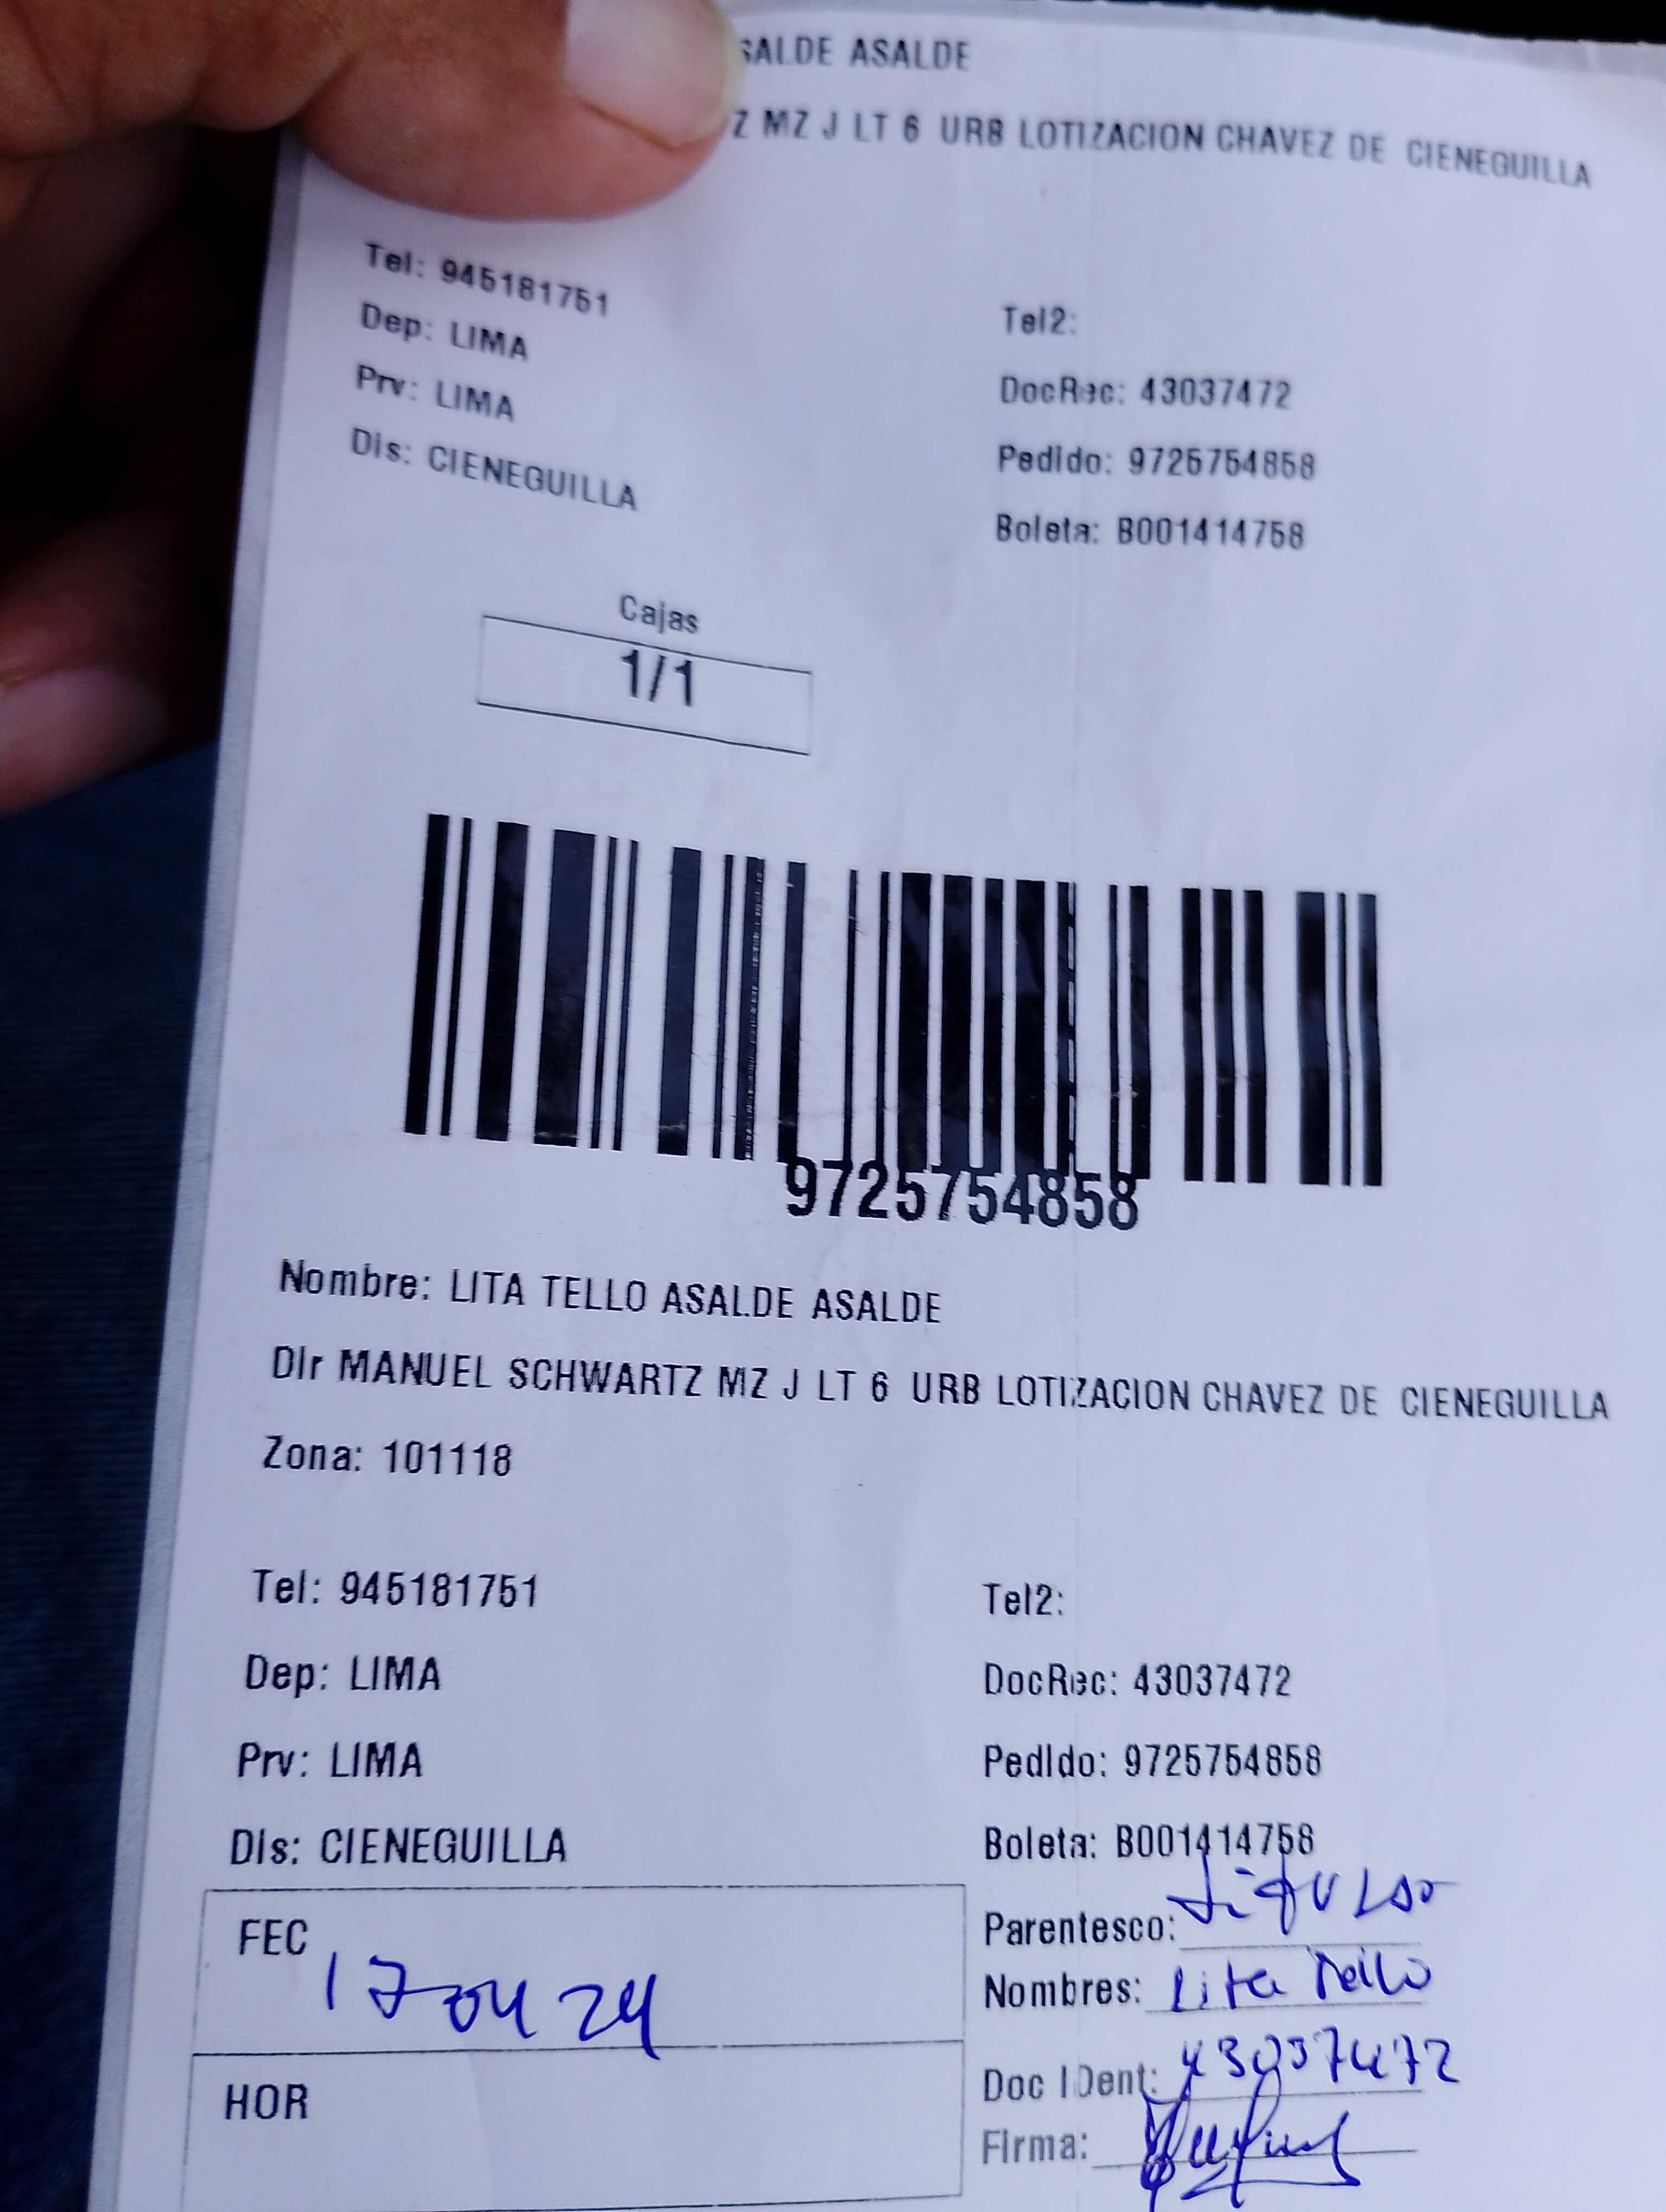 ASALDE ASALDE
Z MZ J LT 6 URB LOTIZACION CHAVEZ DE CIENEGUILLA
Tel: 945181751
Tel2:
Dep: LIMA
DocRec: 43037472
Prv: LIMA
Pedido: 9725754858
Dis: CIENEGUILLA
Boleta: B001414758
Cajas
1/1
9725754858
Nombre: LITA TELLO ASALDE ASALDE
Dir MANUEL SCHWARTZ MZ J LT 6 URB LOTIZACION CHAVEZ DE CIENEGUILLA
Zona: 101118
Tel: 945181751
Tel2:
Dep: LIMA
DocRec: 43037472
Prv: LIMA
Pedido: 9725754858
Dis: CIENEGUILLA
Boleta: B001414758
FEC 17 04 24
Parentesco: Titular
Nombres: Lita Tello
HOR
Doc IDent: 43037472
Firma: